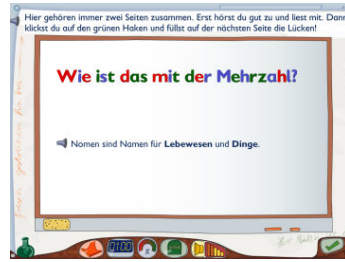 Hier gehören immer zwei Seiten zusammen. Erst hörst du gut zu und liest mit. Dann
klickst du auf den grünen Haken und füllst auf der nächsten Seite die Lücken!
Wie ist das mit der Mehrzahl?
Nomen sind Namen für Lebewesen und Dinge.